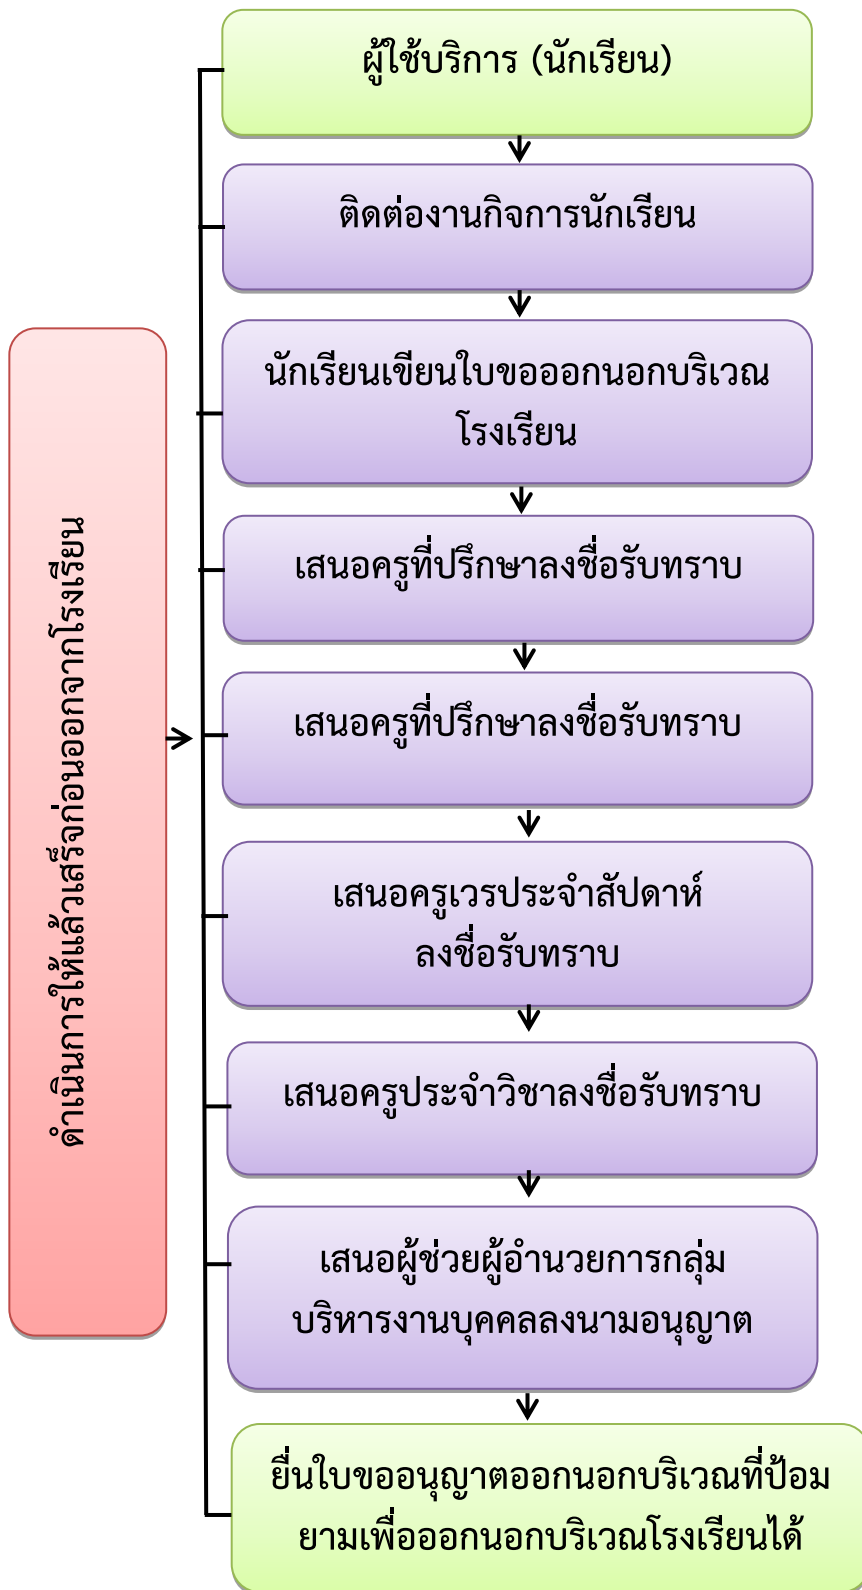 ผู้ใช้บริการ (นักเรียน)
ติดต่องานกิจการนักเรียน
นักเรียนเขียนใบขอออกนอกบริเวณ
โรงเรียน
เสนอครูที่ปรึกษาลงชื่อรับทราบ
เสนอครูที่ปรึกษาลงชื่อรับทราบ
เสนอครูเวรประจำสัปดาห์
ลงชื่อรับทราบ
เสนอครูประจำวิชาลงชื่อรับทราบ
เสนอผู้ช่วยผู้อำนวยการกลุ่ม
บริหารงานบุคคลลงนามอนุญาต
ยื่นใบขออนุญาตออกนอกบริเวณที่ป้อม
ยามเพื่อออกนอกบริเวณโรงเรียนได้
ดำเนินการให้แล้วเสร็จก่อนออกจากโรงเรียน